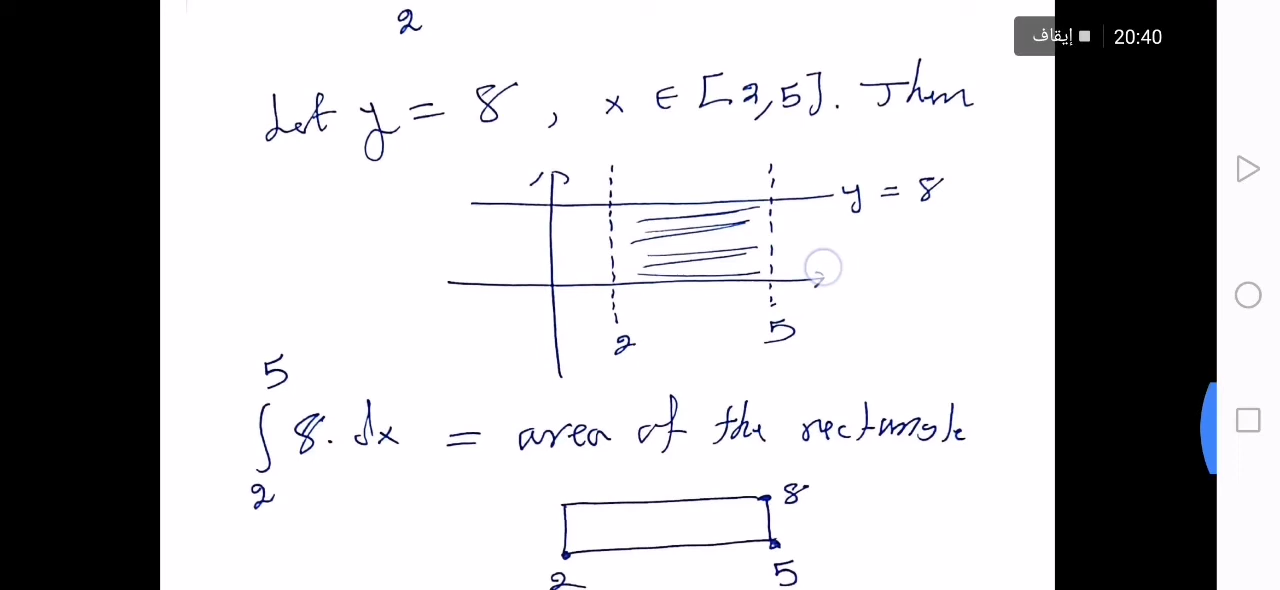 2
إيقاف 20:40
Let y = 8 , x ∈ [2,5]. Then
y = 8
2 5
5
∫ 8. dx = area of the rectangle
2
8
2 5